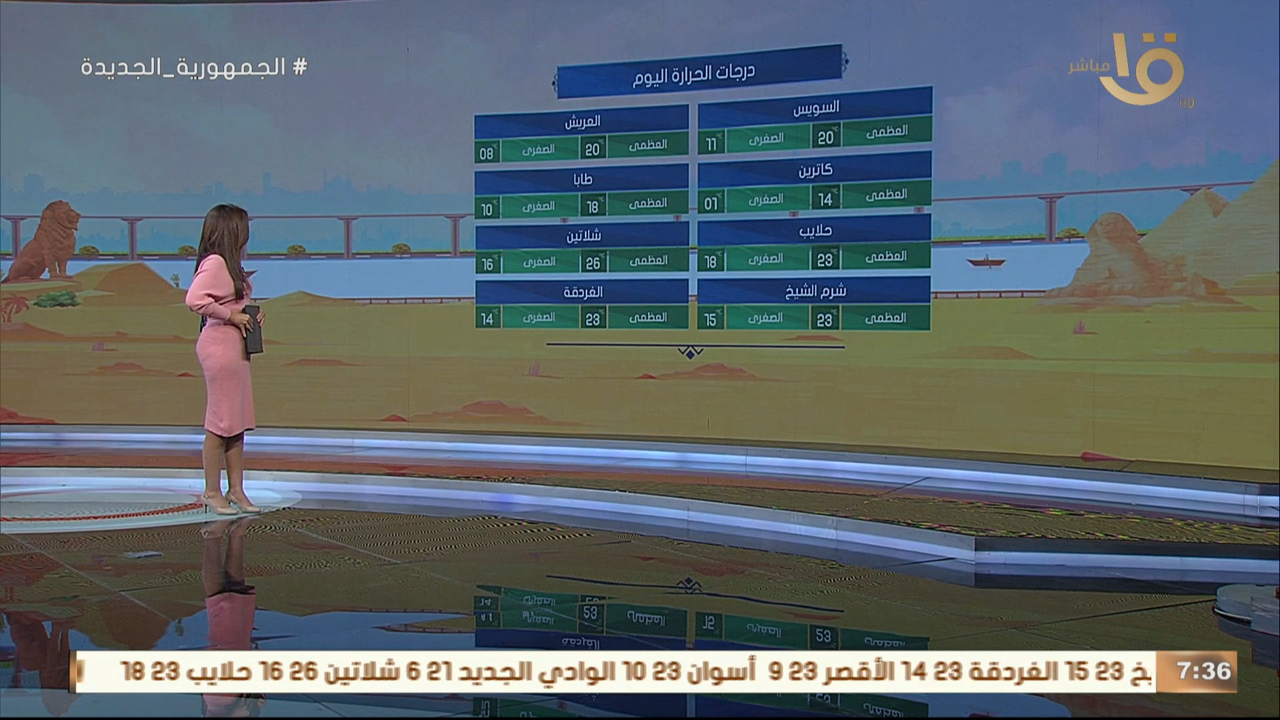 #الجمهورية_الجديدة
مباشر
HD
درجات الحرارة اليوم
السويس
العظمى 20 الصغرى 11
العريش
العظمى 20 الصغرى 08
كاترين
العظمى 14 الصغرى 01
طابا
العظمى 18 الصغرى 10
حلايب
العظمى 23 الصغرى 18
شلاتين
العظمى 26 الصغرى 16
شرم الشيخ
العظمى 23 الصغرى 15
الغردقة
العظمى 23 الصغرى 14
7:36
يخ 23 15 الغردقة 23 14 الأقصر 23 9 أسوان 23 10 الوادي الجديد 21 6 شلاتين 26 16 حلايب 23 18